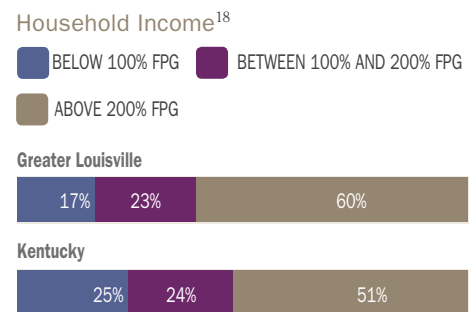 Household Income18
BELOW 100% FPG BETWEEN 100% AND 200% FPG
ABOVE 200% FPG
Greater Louisville
17% 23% 60%
Kentucky
25% 24% 51%